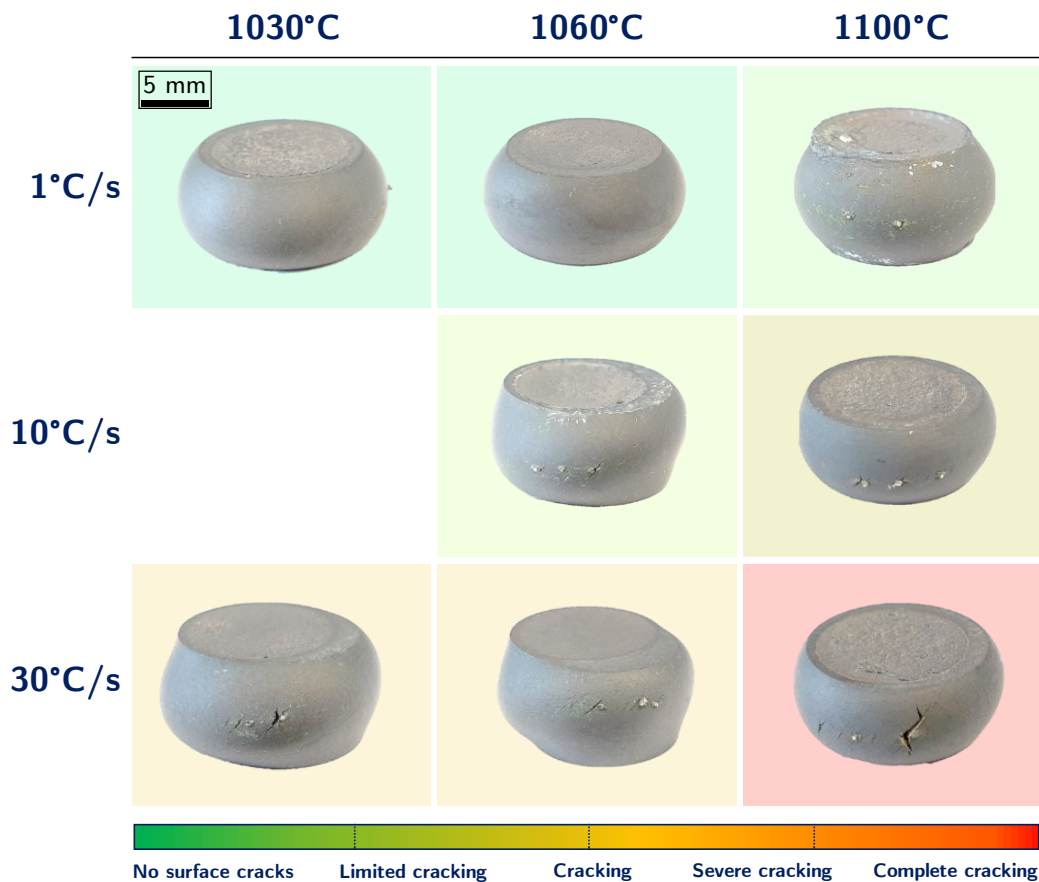 1030°C 1060°C 1100°C
5 mm
1°C/s
10°C/s
30°C/s
No surface cracks Limited cracking Cracking Severe cracking Complete cracking